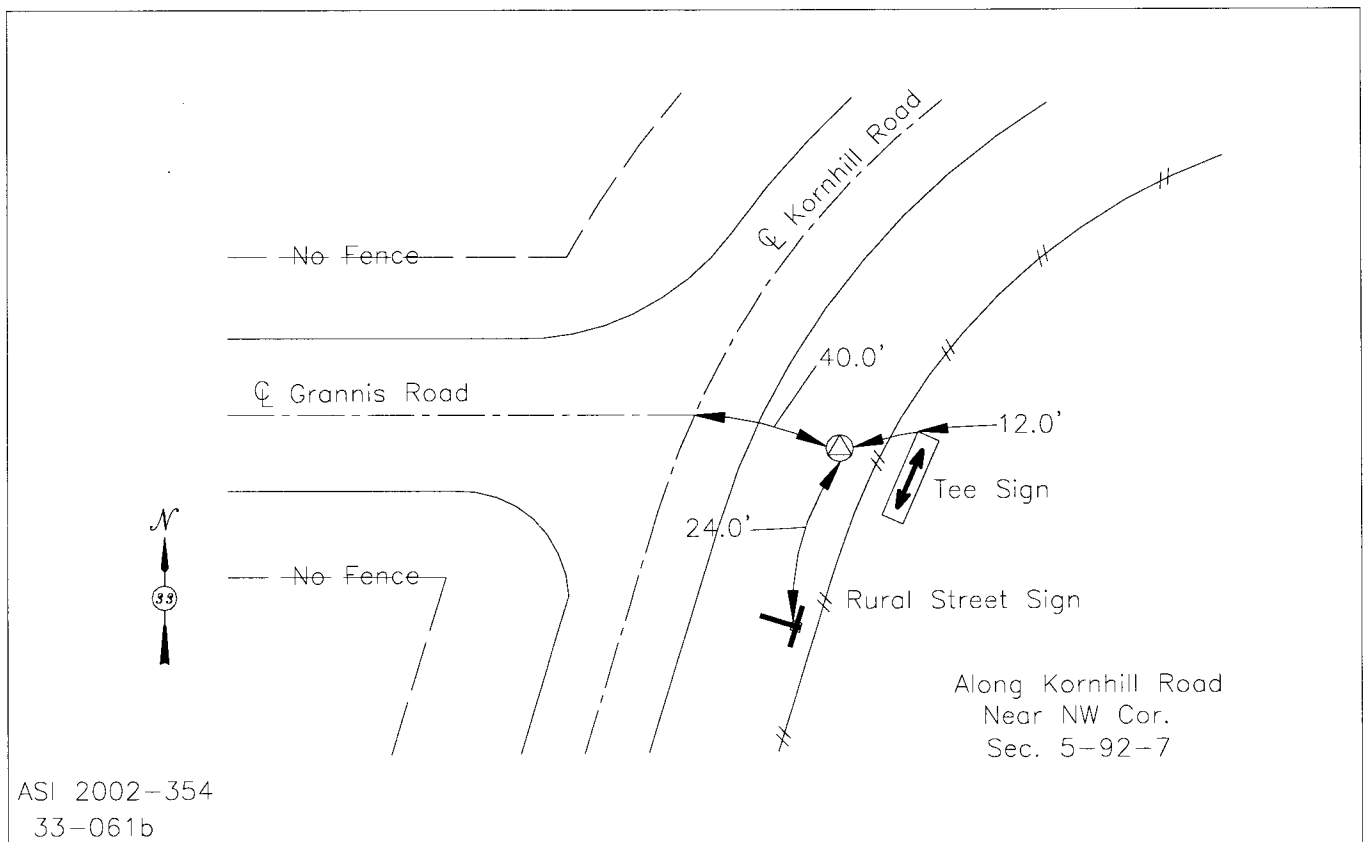 ℄ Kornhill Road
No Fence
40.0'
℄ Grannis Road
12.0'
Tee Sign
24.0'
N
33
No Fence
Rural Street Sign
Along Kornhill Road
Near NW Cor.
Sec. 5-92-7
ASI 2002-354
33-061b